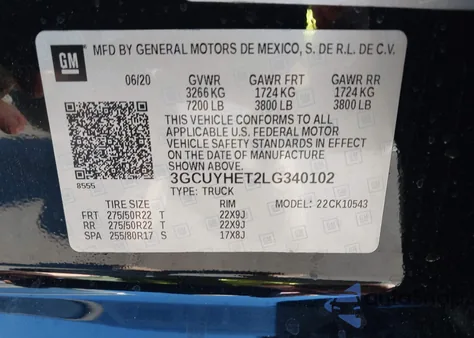 GM
MFD BY GENERAL MOTORS DE MEXICO, S. DE R.L. DE C.V.
06/20 GVWR GAWR FRT GAWR RR
3266 KG 1724 KG 1724 KG
7200 LB 3800 LB 3800 LB
THIS VEHICLE CONFORMS TO ALL
APPLICABLE U.S. FEDERAL MOTOR
VEHICLE SAFETY STANDARDS IN EFFECT
ON THE DATE OF MANUFACTURE
SHOWN ABOVE.
3GCUYHET2LG340102
8555 TYPE: TRUCK
TIRE SIZE RIM MODEL: 22CK10543
FRT 275/50R22 T 22X9J
RR 275/50R22 T 22X9J
SPA 255/80R17 S 17X8J